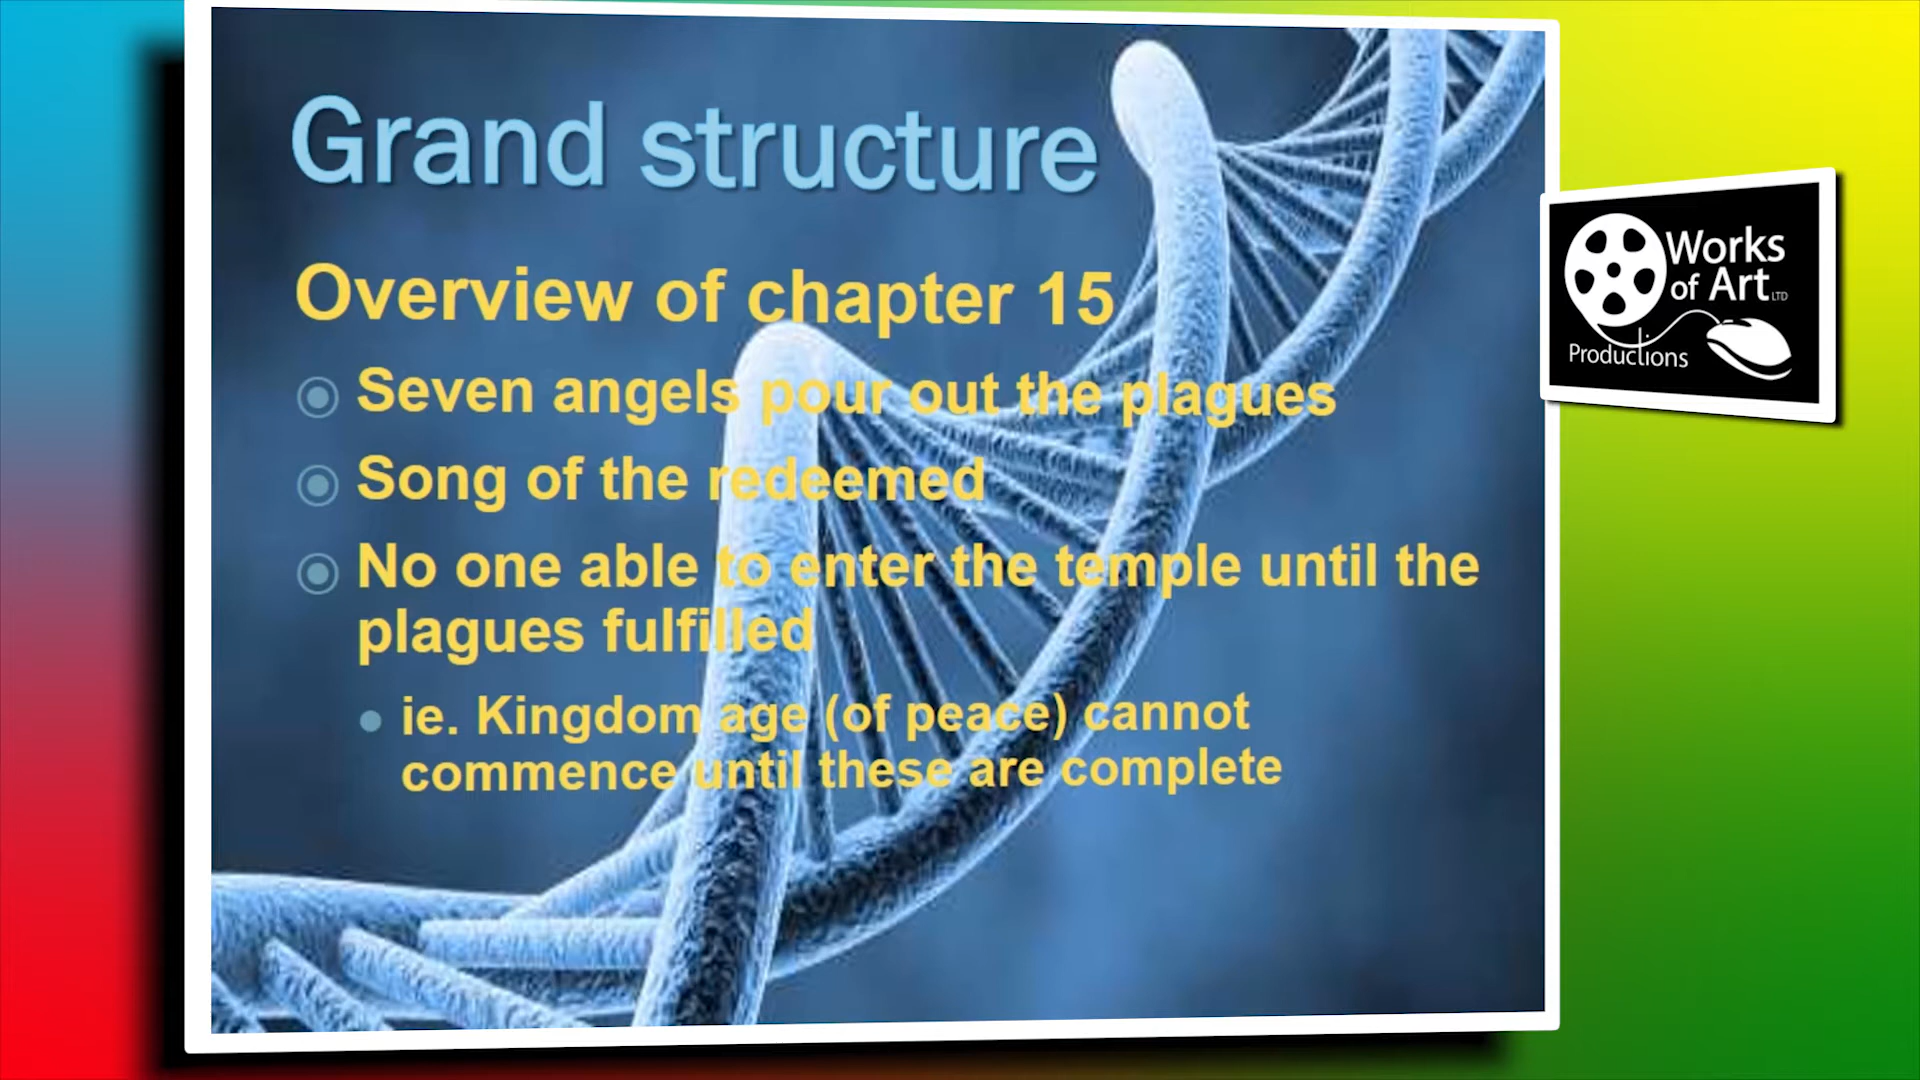 Grand structure
Overview of chapter 15
Seven angels pour out the plagues
Song of the redeemed
No one able to enter the temple until the
plagues fulfilled
ie. Kingdom age (of peace) cannot
commence until these are complete
Works
of Art LTD
Productions